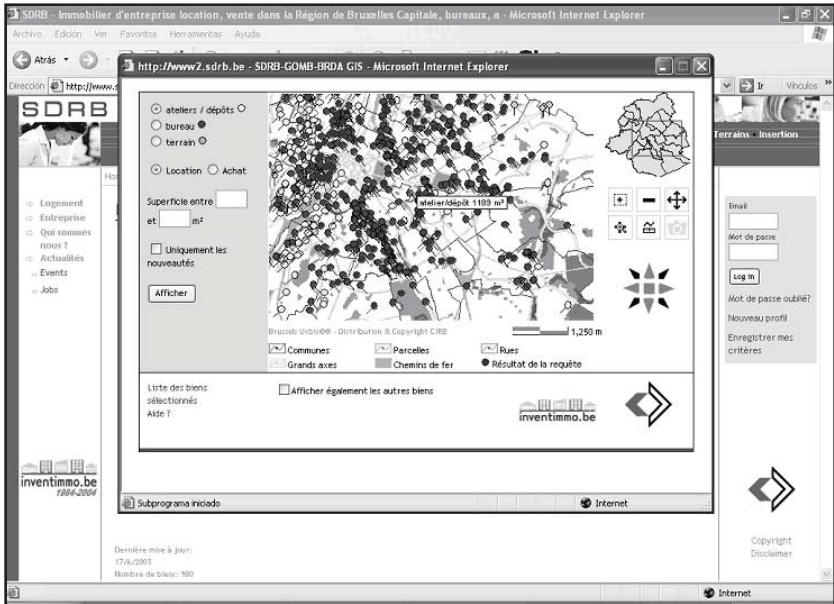 SDRB - Immobilier d'entreprise location, vente dans la Région de Bruxelles Capitale, bureaux, a - Microsoft Internet Explorer
Archivo Edición Ver Favoritos Herramientas Ayuda
Atrás
Dirección http://www.s
Ir Vínculos
http://www2.sdrb.be - SDRB-GOMB-BRDA GIS - Microsoft Internet Explorer
SDRB
Terrains • Insertion
Logement
Entreprise
Qui sommes
nous ?
Actualités
Events
Jobs
inventimmo.be
1984-2004
ateliers / dépôts
bureau
terrain
Location Achat
Superficie entre
et m²
Uniquement les
nouveautés
Afficher
atelier/dépôt 1189 m²
Brussels Urbis©® - Distribution & Copyright CIRB
1,250 m
Communes Parcelles Rues
Grands axes Chemins de fer Résultat de la requête
Liste des biens
sélectionnés
Aide ?
Afficher également les autres biens
inventimmo.be
Subprograma iniciado
Internet
Email
Mot de passe
Log in
Mot de passe oublié?
Nouveau profil
Enregistrer mes
critères
Copyright
Disclaimer
Dernière mise à jour:
17/6/2003
Nombre de biens: 900
Internet